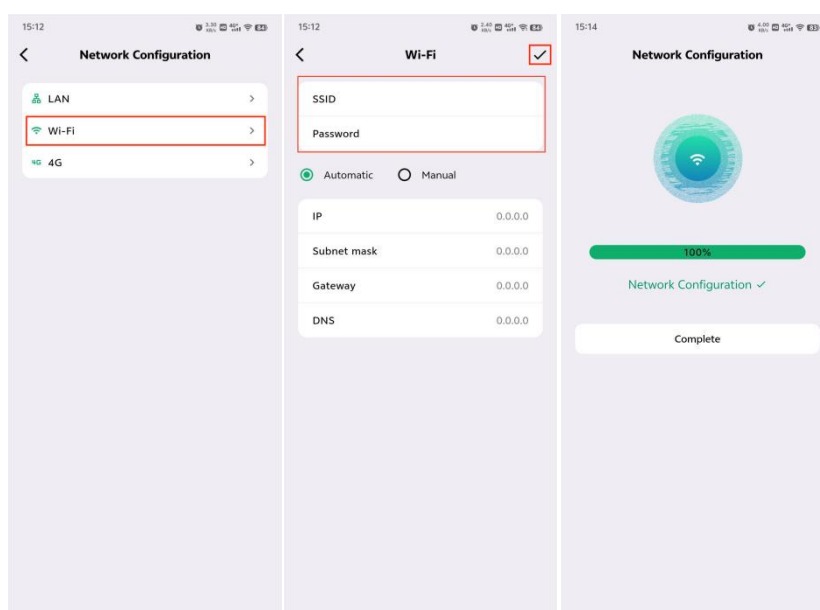 15:12
Network Configuration
LAN
Wi-Fi
4G 4G
15:12
Wi-Fi
SSID
Password
Automatic Manual
IP 0.0.0.0
Subnet mask 0.0.0.0
Gateway 0.0.0.0
DNS 0.0.0.0
15:14
Network Configuration
100%
Network Configuration
Complete